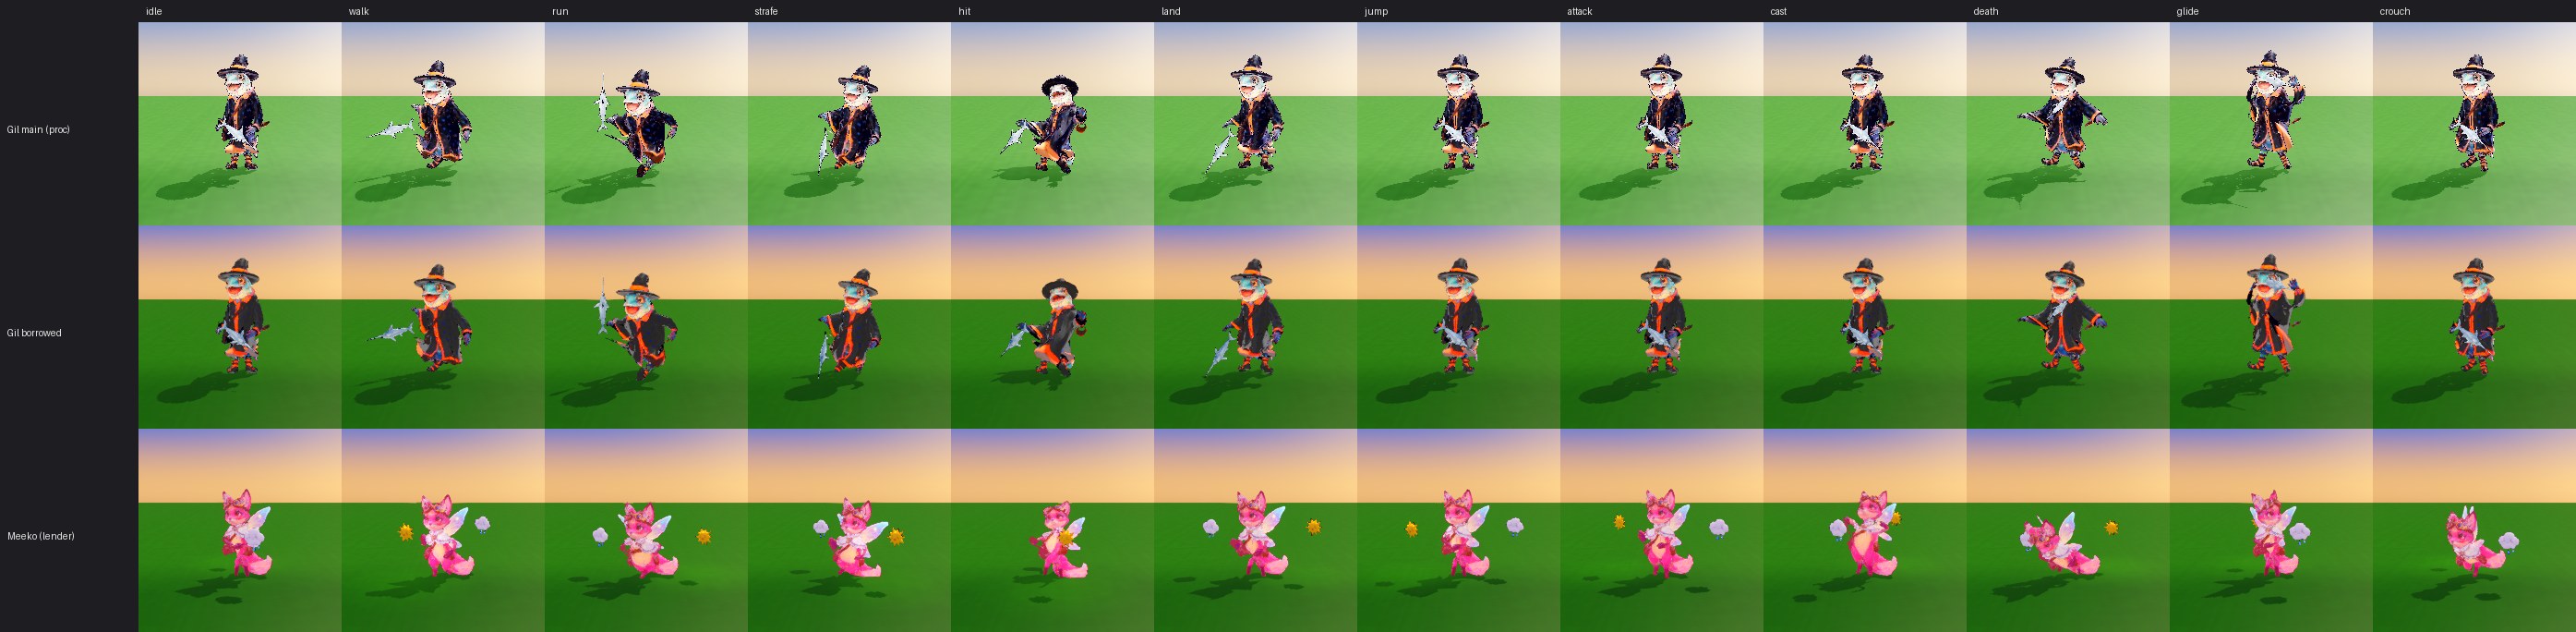 idle walk run strafe hit land jump attack cast death glide crouch
Gil main (proc)
Gil borrowed
Meeko (lender)